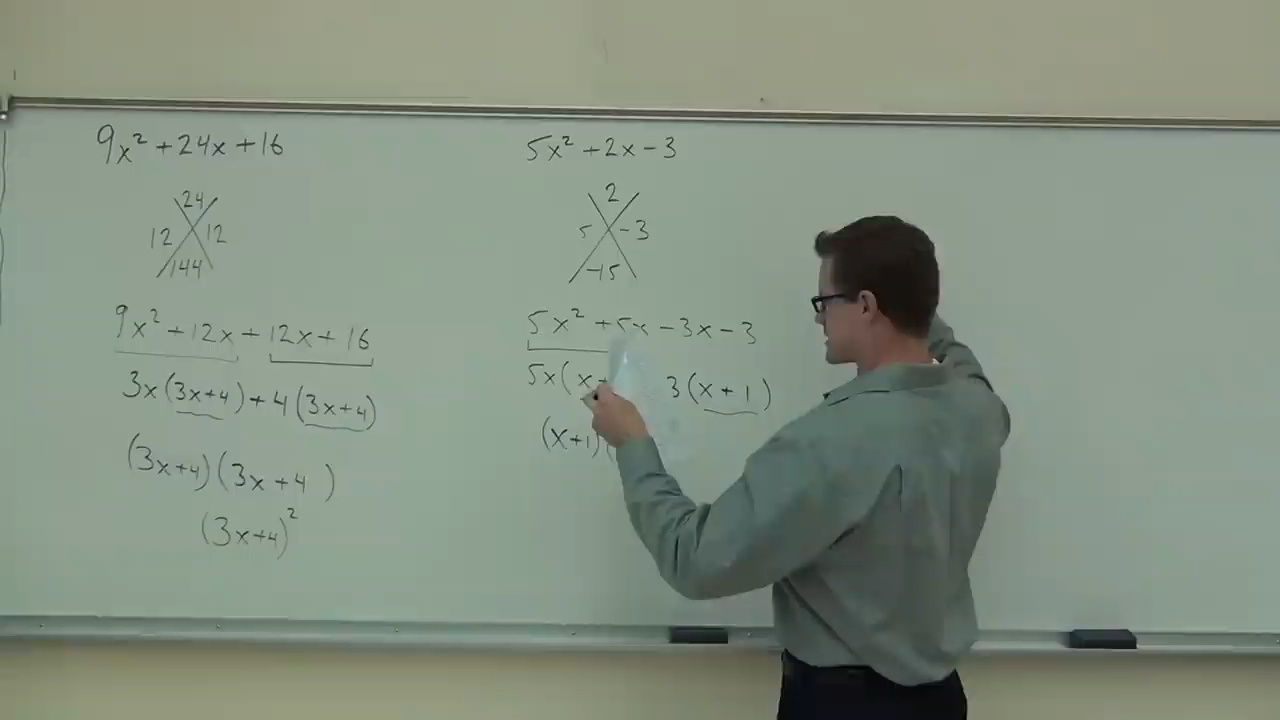 9x² + 24x + 16
24
12 12
144
9x² + 12x + 12x + 16
3x(3x+4) + 4(3x+4)
(3x+4)(3x+4)
(3x+4)²
5x² + 2x - 3
2
5 -3
-15
5x² + 5x - 3x - 3
5x(x 3(x + 1)
(x+1)(